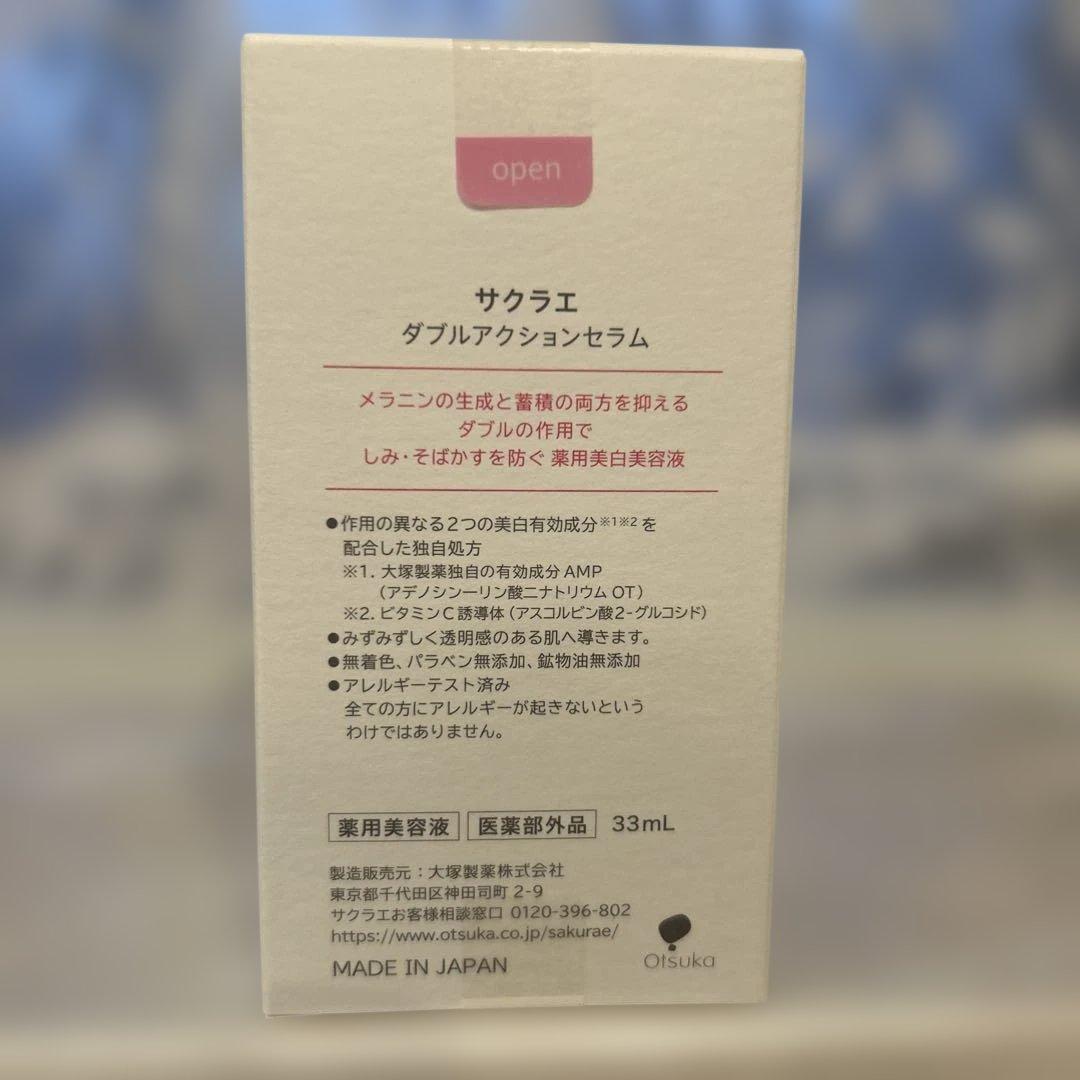 open
サクラエ
ダブルアクションセラム
メラニンの生成と蓄積の両方を抑える
ダブルの作用で
しみ・そばかすを防ぐ 薬用美白美容液
●作用の異なる2つの美白有効成分※1※2を
配合した独自処方
※1. 大塚製薬独自の有効成分 AMP
（アデノシン一リン酸二ナトリウム OT）
※2. ビタミンC誘導体（アスコルビン酸2-グルコシド）
●みずみずしく透明感のある肌へ導きます。
●無着色、パラベン無添加、鉱物油無添加
●アレルギーテスト済み
全ての方にアレルギーが起きないという
わけではありません。
薬用美容液 医薬部外品 33mL
製造販売元：大塚製薬株式会社
東京都千代田区神田司町 2-9
サクラエお客様相談窓口 0120-396-802
https://www.otsuka.co.jp/sakurae/
MADE IN JAPAN
Otsuka